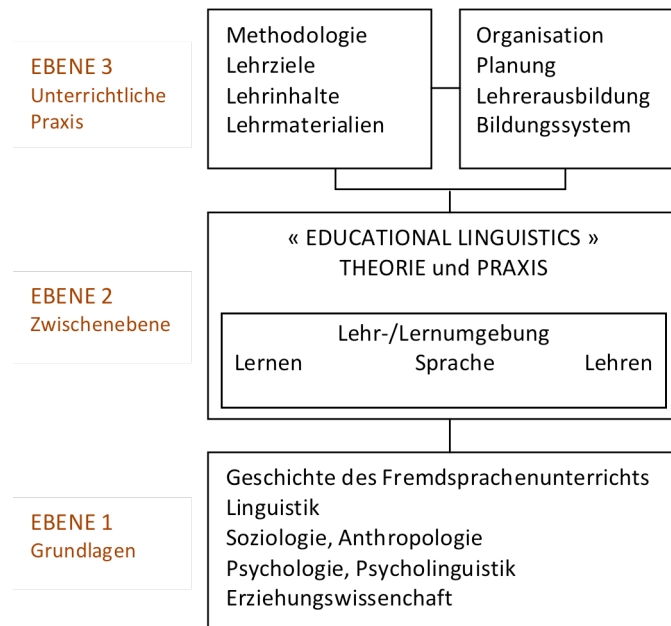 EBENE 3
Unterrichtliche
Praxis
Methodologie
Lehrziele
Lehrinhalte
Lehrmaterialien
Organisation
Planung
Lehrerausbildung
Bildungssystem
EBENE 2
Zwischenebene
« EDUCATIONAL LINGUISTICS »
THEORIE und PRAXIS
Lehr-/Lernumgebung
Lernen Sprache Lehren
EBENE 1
Grundlagen
Geschichte des Fremdsprachenunterrichts
Linguistik
Soziologie, Anthropologie
Psychologie, Psycholinguistik
Erziehungswissenchaft